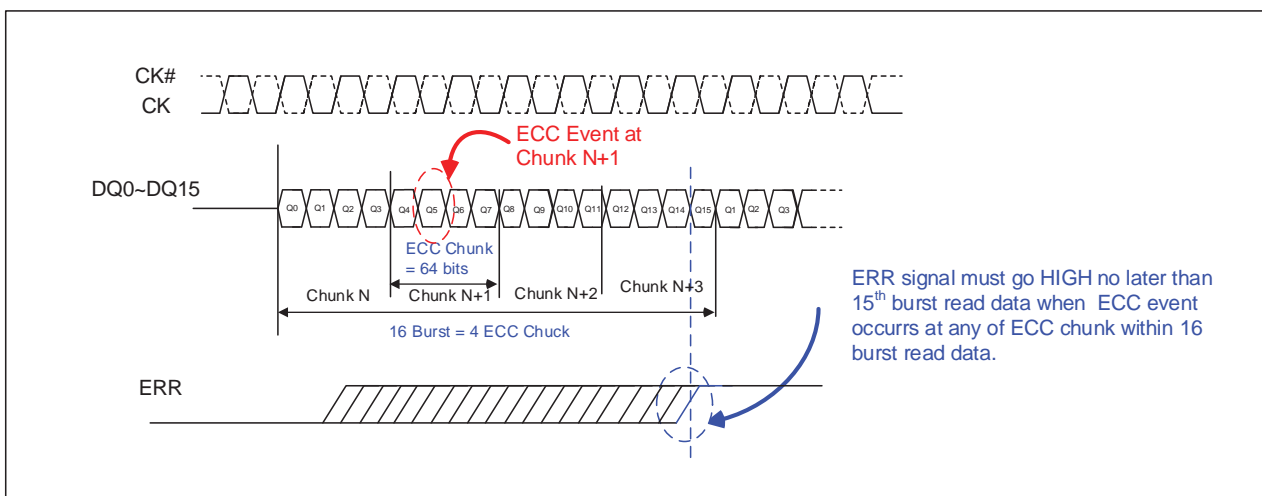 CK#
CK
ECC Event at
Chunk N+1
DQ0~DQ15
Q0 Q1 Q2 Q3 Q4 Q5 Q6 Q7 Q8 Q9 Q10 Q11 Q12 Q13 Q14 Q15 Q1 Q2 Q3
ECC Chunk
= 64 bits
Chunk N Chunk N+1 Chunk N+2 Chunk N+3
16 Burst = 4 ECC Chuck
ERR signal must go HIGH no later than
15th burst read data when ECC event
occurrs at any of ECC chunk within 16
burst read data.
ERR